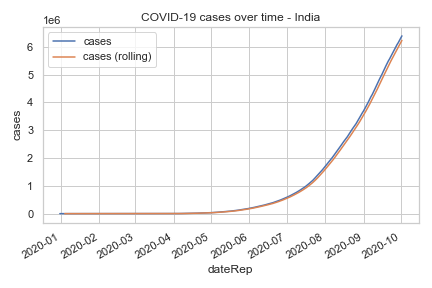 COVID-19 cases over time - India
1e6
cases
cases (rolling)
6
5
4
3
2
1
0
cases
2020-01
2020-02
2020-03
2020-04
2020-05
2020-06
2020-07
2020-08
2020-09
2020-10
dateRep